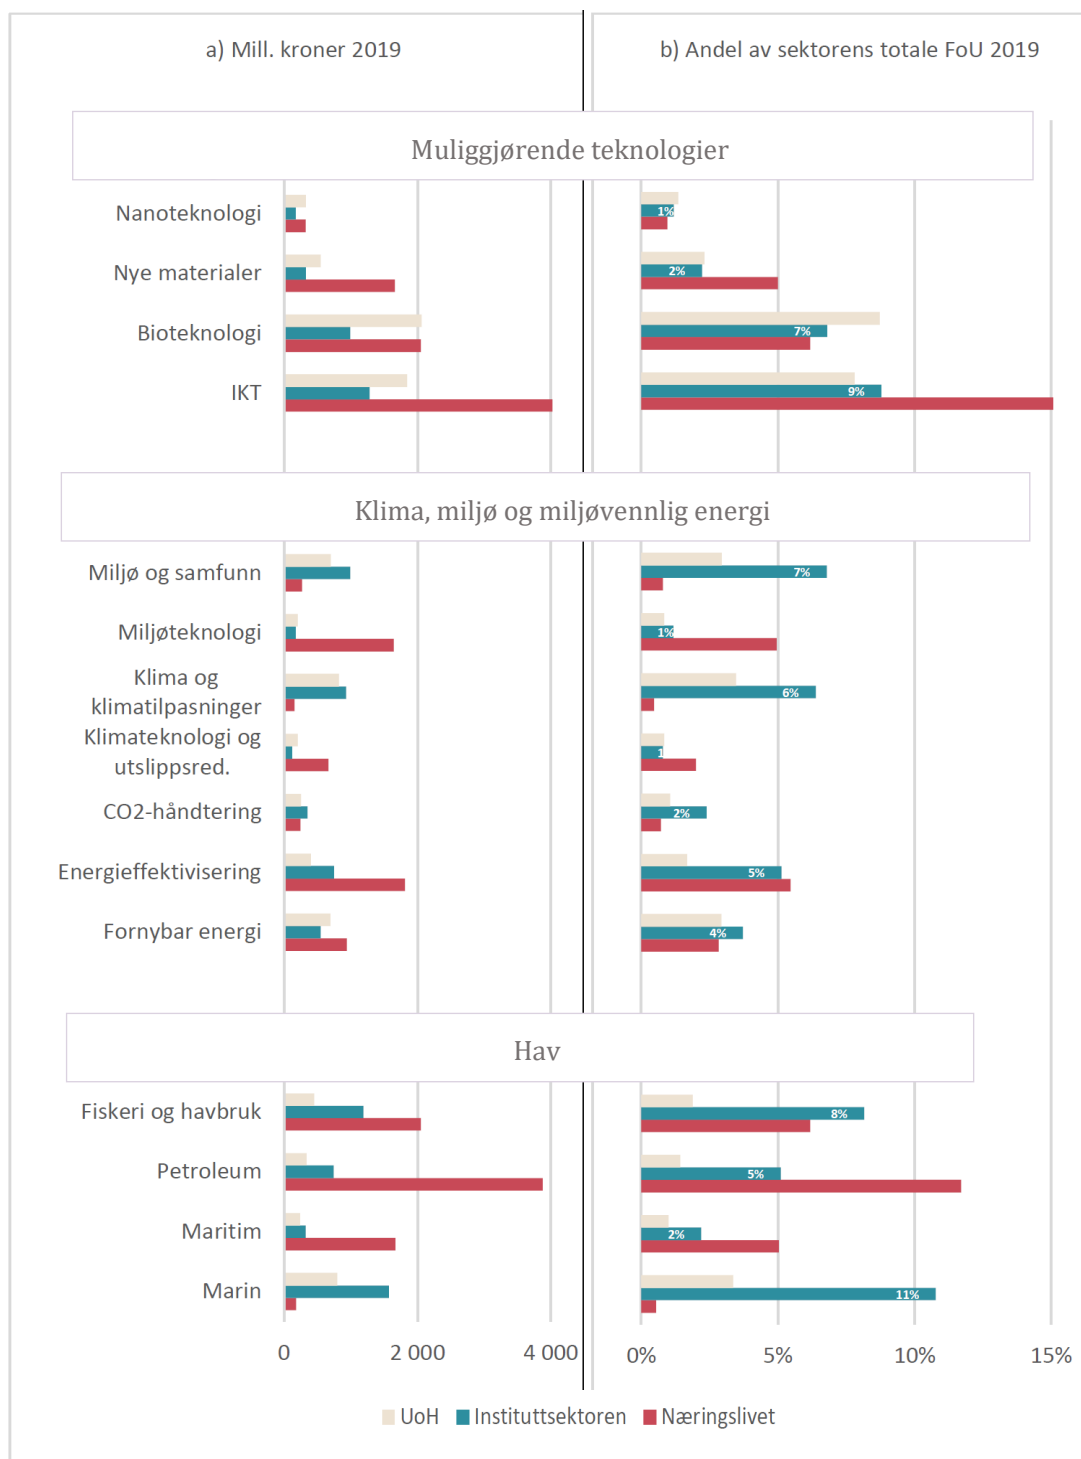 a) Mill. kroner 2019
b) Andel av sektorens totale FoU 2019
Muliggjørende teknologier
Nanoteknologi
1%
Nye materialer
2%
Bioteknologi
7%
IKT
9%
Klima, miljø og miljøvennlig energi
Miljø og samfunn
7%
Miljøteknologi
1%
Klima og
klimatilpasninger
6%
Klimateknologi og
utslippsred.
1
CO2-håndtering
2%
Energieffektivisering
5%
Fornybar energi
4%
Hav
Fiskeri og havbruk
8%
Petroleum
5%
Maritim
2%
Marin
11%
0 2 000 4 000
0% 5% 10% 15%
UoH Instituttsektoren Næringslivet